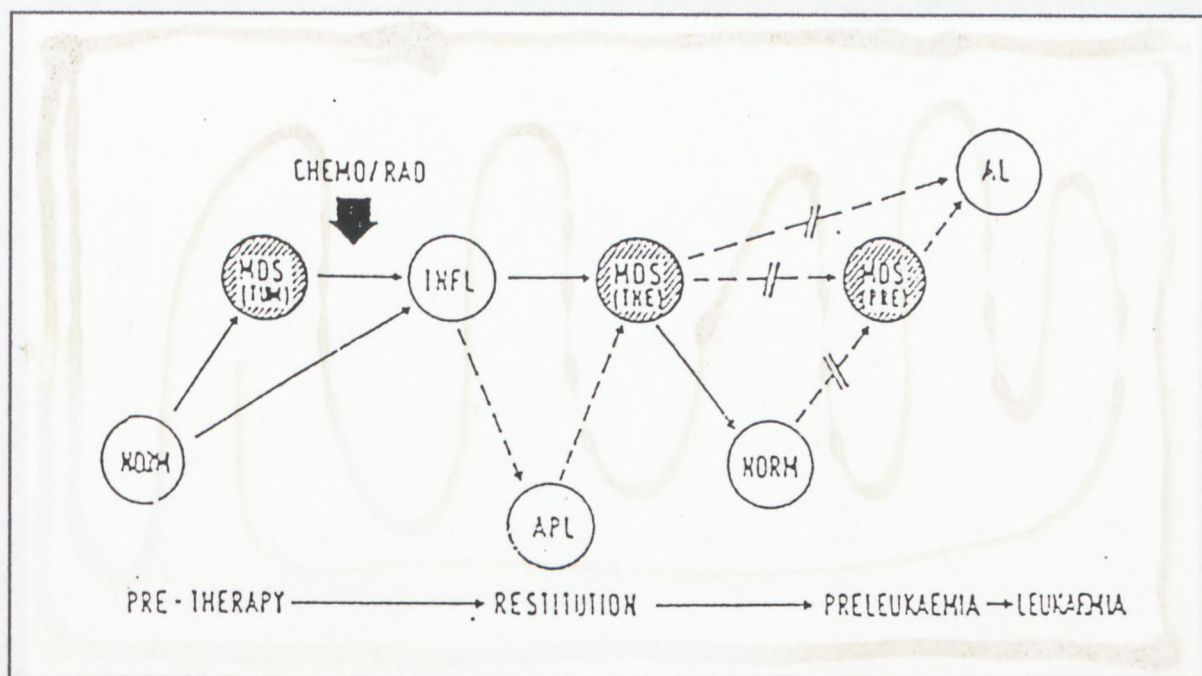 CHEMO/RAD
AL
MDS
(TUM)
INFL
MDS
(THE)
MDS
(PRE)
NORM
NORM
APL
PRE-THERAPY RESTITUTION PRELEUKAEMIA LEUKAEMIA